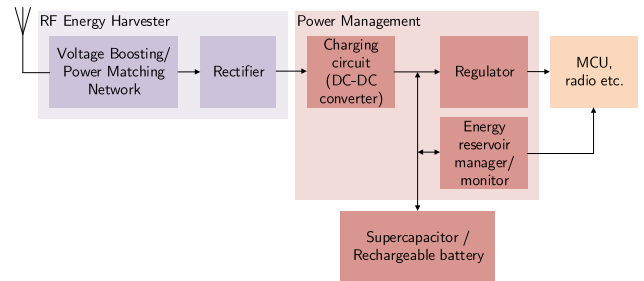 RF Energy Harvester
Voltage Boosting/
Power Matching
Network
Rectifier
Power Management
Charging
circuit
(DC-DC
converter)
Regulator
MCU,
radio etc.
Energy
reservoir
manager/
monitor
Supercapacitor /
Rechargeable battery